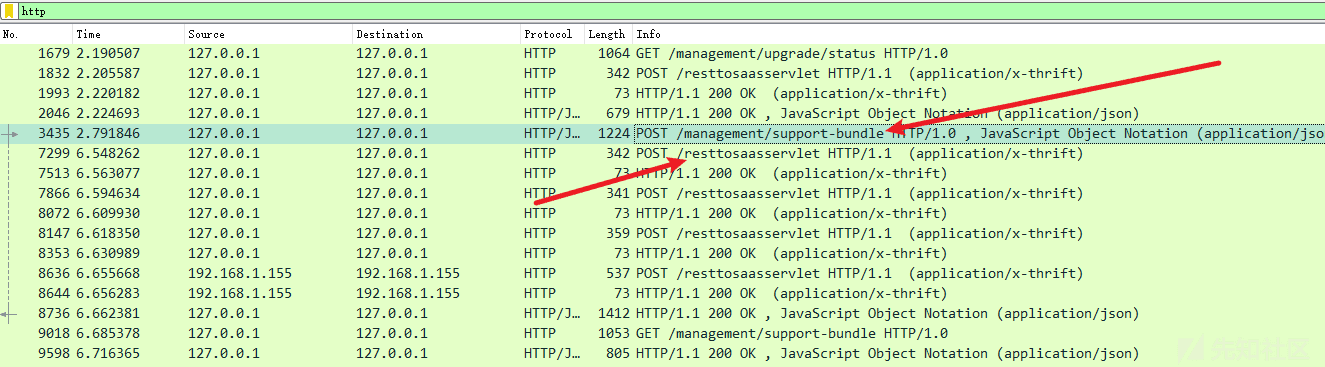 http
No. Time Source Destination Protocol Length Info
1679 2.190507 127.0.0.1 127.0.0.1 HTTP 1064 GET /management/upgrade/status HTTP/1.0
1832 2.205587 127.0.0.1 127.0.0.1 HTTP 342 POST /resttosaasservlet HTTP/1.1 (application/x-thrift)
1993 2.220182 127.0.0.1 127.0.0.1 HTTP 73 HTTP/1.1 200 OK (application/x-thrift)
2046 2.224693 127.0.0.1 127.0.0.1 HTTP/J… 679 HTTP/1.1 200 OK , JavaScript Object Notation (application/json)
3435 2.791846 127.0.0.1 127.0.0.1 HTTP/J… 1224 POST /management/support-bundle HTTP/1.0 , JavaScript Object Notation (application/jso
7299 6.548262 127.0.0.1 127.0.0.1 HTTP 342 POST /resttosaasservlet HTTP/1.1 (application/x-thrift)
7513 6.563077 127.0.0.1 127.0.0.1 HTTP 73 HTTP/1.1 200 OK (application/x-thrift)
7866 6.594634 127.0.0.1 127.0.0.1 HTTP 341 POST /resttosaasservlet HTTP/1.1 (application/x-thrift)
8072 6.609930 127.0.0.1 127.0.0.1 HTTP 73 HTTP/1.1 200 OK (application/x-thrift)
8147 6.618350 127.0.0.1 127.0.0.1 HTTP 359 POST /resttosaasservlet HTTP/1.1 (application/x-thrift)
8353 6.630989 127.0.0.1 127.0.0.1 HTTP 73 HTTP/1.1 200 OK (application/x-thrift)
8636 6.655668 192.168.1.155 192.168.1.155 HTTP 537 POST /resttosaasservlet HTTP/1.1 (application/x-thrift)
8644 6.656283 192.168.1.155 192.168.1.155 HTTP 73 HTTP/1.1 200 OK (application/x-thrift)
8736 6.662381 127.0.0.1 127.0.0.1 HTTP/J… 1412 HTTP/1.1 200 OK , JavaScript Object Notation (application/json)
9018 6.685378 127.0.0.1 127.0.0.1 HTTP 1053 GET /management/support-bundle HTTP/1.0
9598 6.716365 127.0.0.1 127.0.0.1 HTTP/J… 805 HTTP/1.1 200 OK , JavaScript Object Notation (application/json)
先知社区